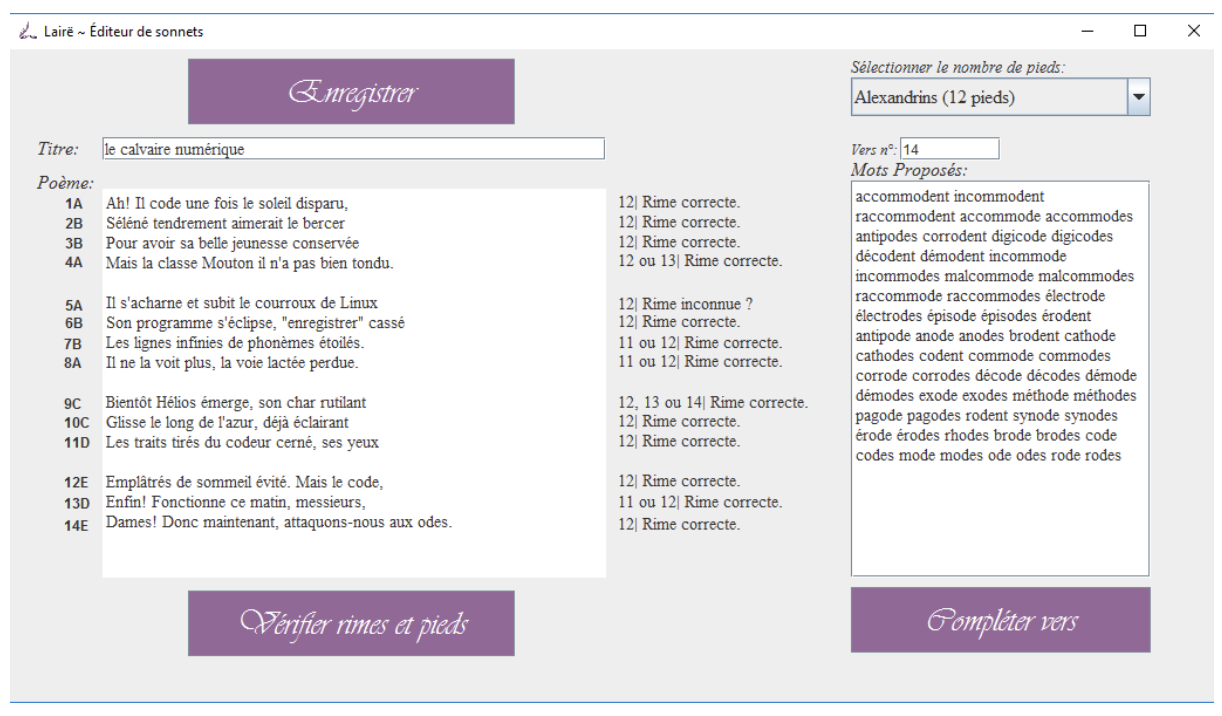 Lairë ~ Éditeur de sonnets
Enregistrer
Sélectionner le nombre de pieds:
Alexandrins (12 pieds)
Titre: le calvaire numérique
Vers n°: 14
Mots Proposés:
Poème:
1A Ah! Il code une fois le soleil disparu, 12| Rime correcte.
2B Séléné tendrement aimerait le bercer 12| Rime correcte.
3B Pour avoir sa belle jeunesse conservée 12| Rime correcte.
4A Mais la classe Mouton il n'a pas bien tondu. 12 ou 13| Rime correcte.
5A Il s'acharne et subit le courroux de Linux 12| Rime inconnue ?
6B Son programme s'éclipse, "enregistrer" cassé 12| Rime correcte.
7B Les lignes infinies de phonèmes étoilés. 11 ou 12| Rime correcte.
8A Il ne la voit plus, la voie lactée perdue. 11 ou 12| Rime correcte.
9C Bientôt Hélios émerge, son char rutilant 12, 13 ou 14| Rime correcte.
10C Glisse le long de l'azur, déjà éclairant 12| Rime correcte.
11D Les traits tirés du codeur cerné, ses yeux 12| Rime correcte.
12E Emplâtrés de sommeil évité. Mais le code, 12| Rime correcte.
13D Enfin! Fonctionne ce matin, messieurs, 11 ou 12| Rime correcte.
14E Dames! Donc maintenant, attaquons-nous aux odes. 12| Rime correcte.
accommodent incommodent
raccommodent accommode accommodes
antipodes corrodent digicode digicodes
décodent démodent incommode
incommodes malcommode malcommodes
raccommode raccommodes électrode
électrodes épisode épisodes érodent
antipode anode anodes brodent cathode
cathodes codent commode commodes
corrode corrodes décode décodes démode
démodes exode exodes méthode méthodes
pagode pagodes rodent synode synodes
érode érodes rhodes brode brodes code
codes mode modes ode odes rode rodes
Vérifier rimes et pieds
Compléter vers